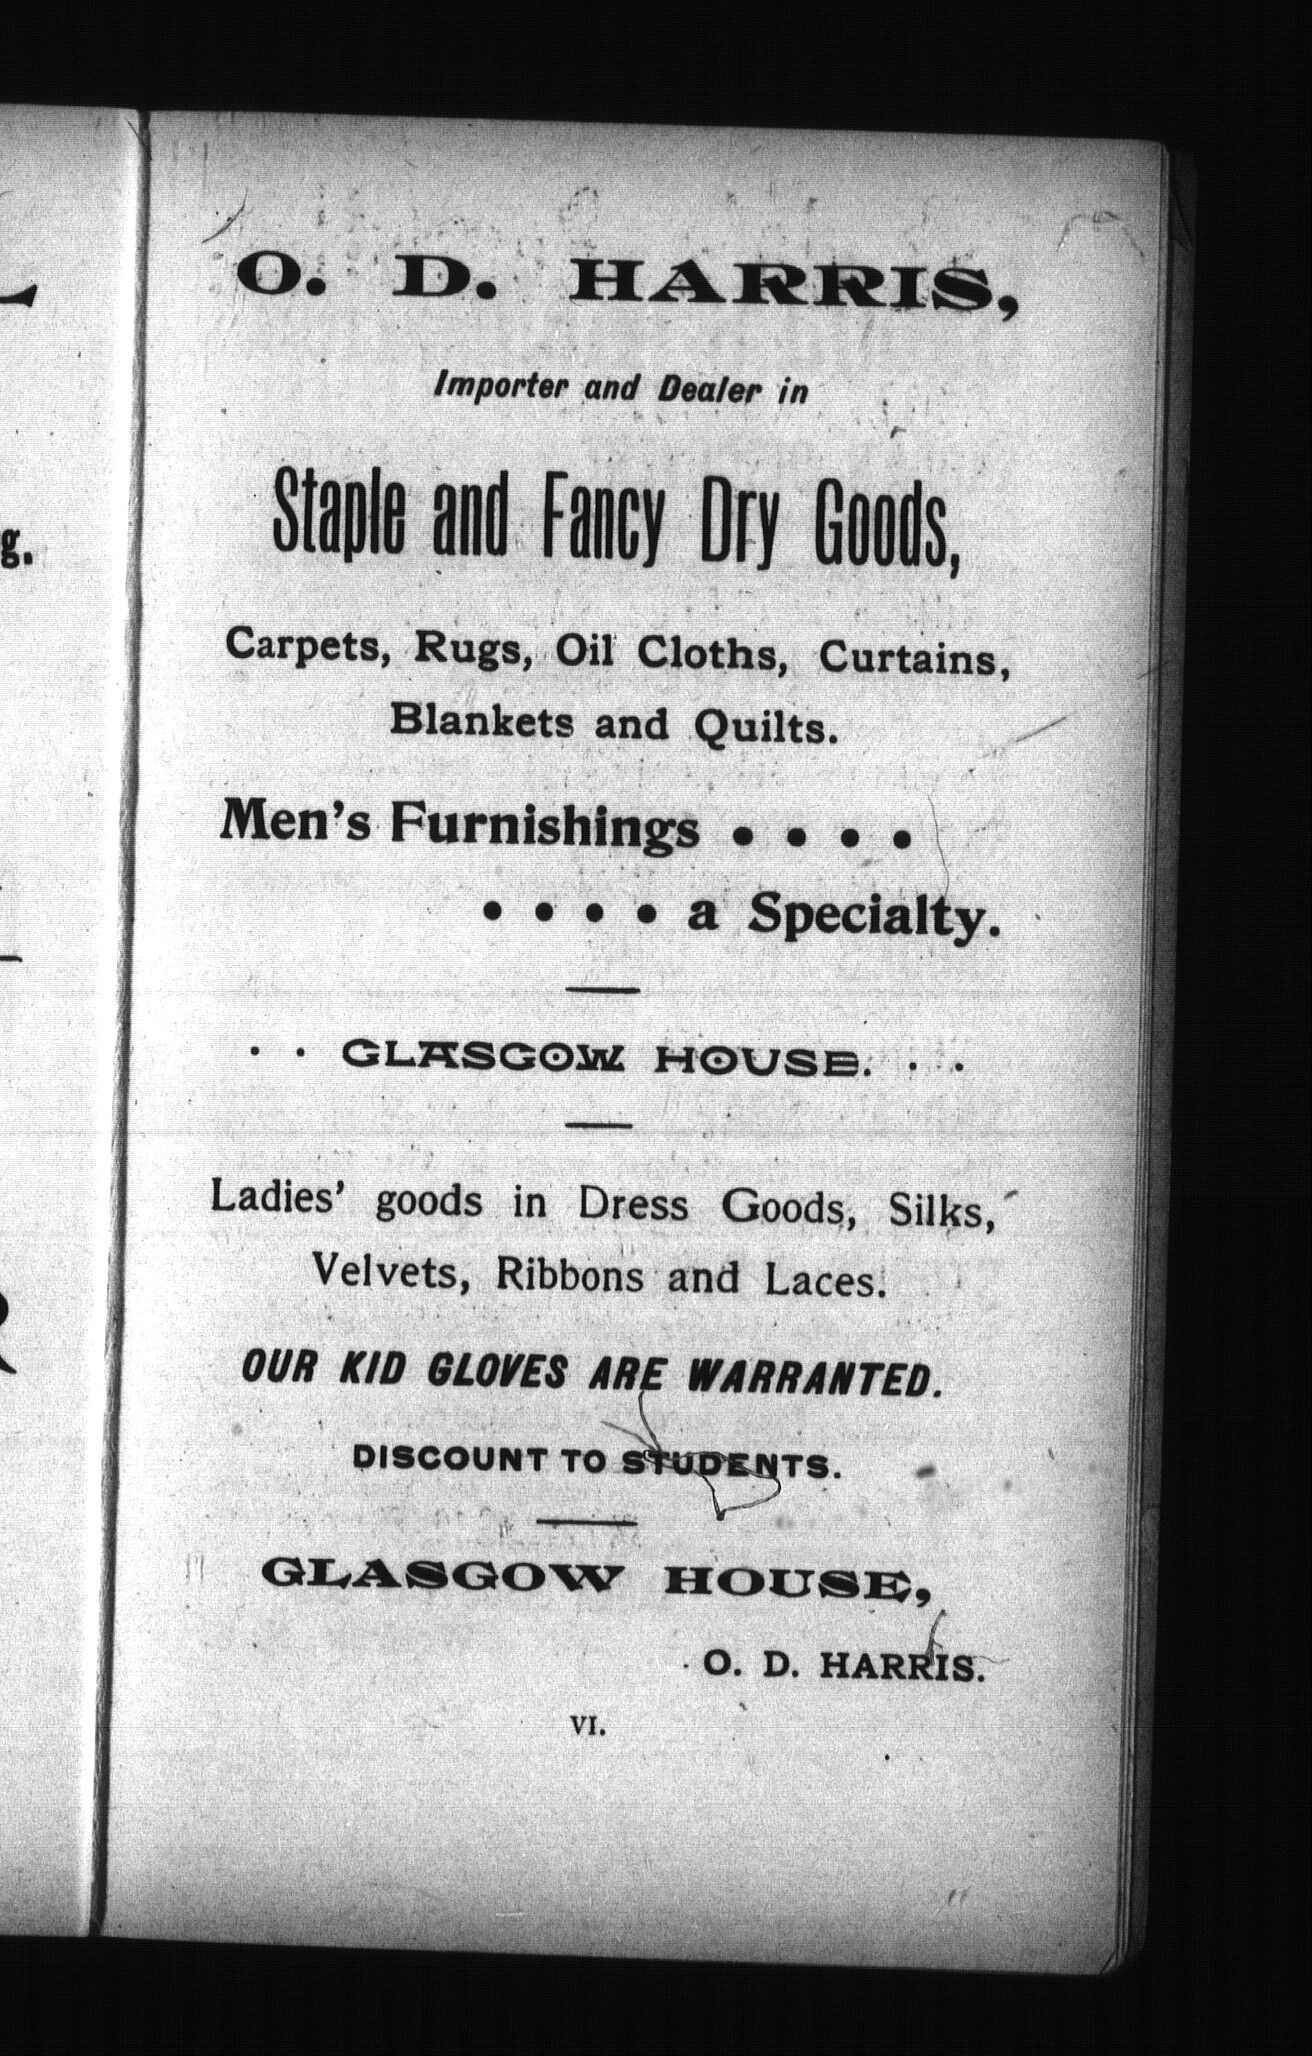 O. D. HARRIS,
Importer and Dealer in
Staple and Fancy Dry Goods,
Carpets, Rugs, Oil Cloths, Curtains,
Blankets and Quilts.
Men's Furnishings • • • •
• • • • a Specialty.
· · GLASGOW HOUSE. · ·
Ladies' goods in Dress Goods, Silks,
Velvets, Ribbons and Laces.
OUR KID GLOVES ARE WARRANTED.
DISCOUNT TO STUDENTS.
GLASGOW HOUSE,
O. D. HARRIS.
VI.